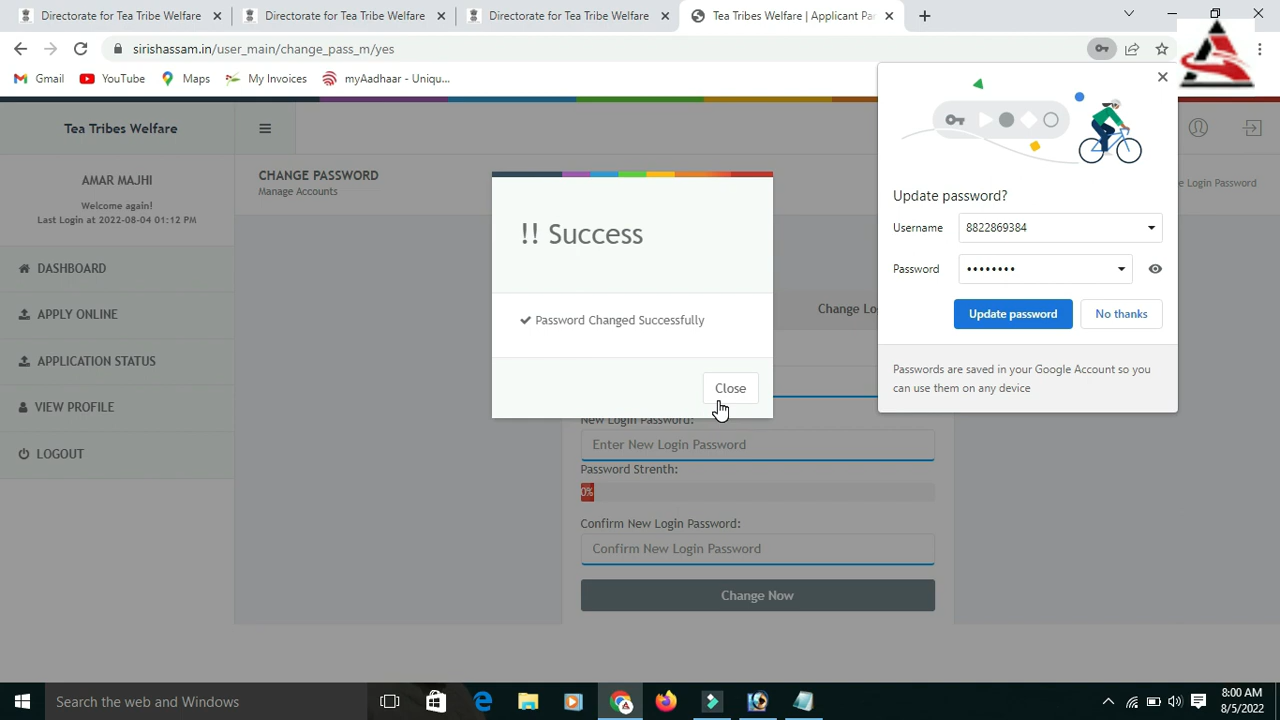 Directorate for Tea Tribes Welfare
Directorate for Tea Tribes Welfare
Directorate for Tea Tribes Welfare
Tea Tribes Welfare | Applicant Pan
sirishassam.in/user_main/change_pass_m/yes
Gmail
YouTube
Maps
My Invoices
myAadhaar - Uniqu...
Tea Tribes Welfare
AMAR MAJHI
Welcome again!
Last Login at 2022-08-04 01:12 PM
DASHBOARD
APPLY ONLINE
APPLICATION STATUS
VIEW PROFILE
LOGOUT
CHANGE PASSWORD
Manage Accounts
e Login Password
!! Success
Password Changed Successfully
Close
Change Lo
New Login Password:
Enter New Login Password
Password Strenth:
0%
Confirm New Login Password:
Confirm New Login Password
Change Now
Update password?
Username 8822869384
Password ••••••••
Update password
No thanks
Passwords are saved in your Google Account so you
can use them on any device
Search the web and Windows
8:00 AM
8/5/2022